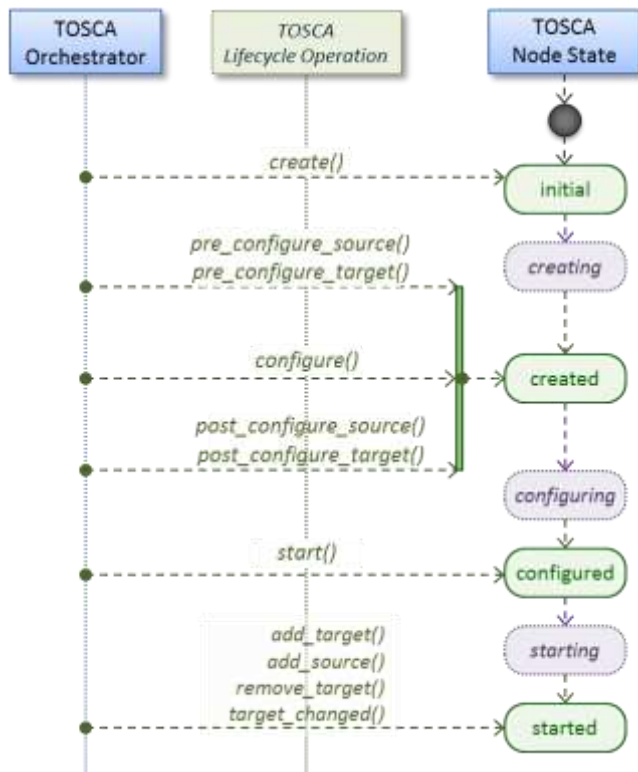 TOSCA
Orchestrator
TOSCA
Lifecycle Operation
TOSCA
Node State
create()
initial
pre_configure_source()
pre_configure_target()
creating
configure()
created
post_configure_source()
post_configure_target()
configuring
start()
configured
add_target()
add_source()
remove_target()
target_changed()
starting
started